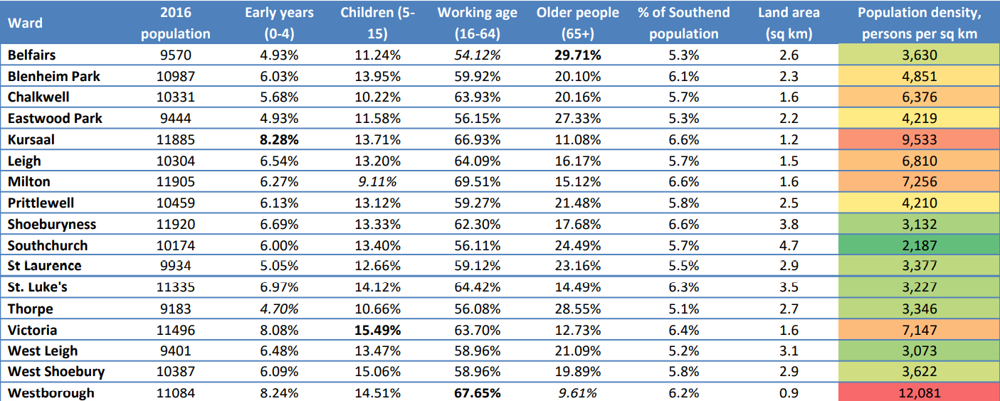 Ward 2016 population Early years (0-4) Children (5-15) Working age (16-64) Older people (65+) % of Southend population Land area (sq km) Population density, persons per sq km
Belfairs 9570 4.93% 11.24% 54.12% 29.71% 5.3% 2.6 3,630
Blenheim Park 10987 6.03% 13.95% 59.92% 20.10% 6.1% 2.3 4,851
Chalkwell 10331 5.68% 10.22% 63.93% 20.16% 5.7% 1.6 6,376
Eastwood Park 9444 4.93% 11.58% 56.15% 27.33% 5.3% 2.2 4,219
Kursaal 11885 8.28% 13.71% 66.93% 11.08% 6.6% 1.2 9,533
Leigh 10304 6.54% 13.20% 64.09% 16.17% 5.7% 1.5 6,810
Milton 11905 6.27% 9.11% 69.51% 15.12% 6.6% 1.6 7,256
Prittlewell 10459 6.13% 13.12% 59.27% 21.48% 5.8% 2.5 4,210
Shoeburyness 11920 6.69% 13.33% 62.30% 17.68% 6.6% 3.8 3,132
Southchurch 10174 6.00% 13.40% 56.11% 24.49% 5.7% 4.7 2,187
St Laurence 9934 5.05% 12.66% 59.12% 23.16% 5.5% 2.9 3,377
St. Luke's 11335 6.97% 14.12% 64.42% 14.49% 6.3% 3.5 3,227
Thorpe 9183 4.70% 10.66% 56.08% 28.55% 5.1% 2.7 3,346
Victoria 11496 8.08% 15.49% 63.70% 12.73% 6.4% 1.6 7,147
West Leigh 9401 6.48% 13.47% 58.96% 21.09% 5.2% 3.1 3,073
West Shoebury 10387 6.09% 15.06% 58.96% 19.89% 5.8% 2.9 3,622
Westborough 11084 8.24% 14.51% 67.65% 9.61% 6.2% 0.9 12,081